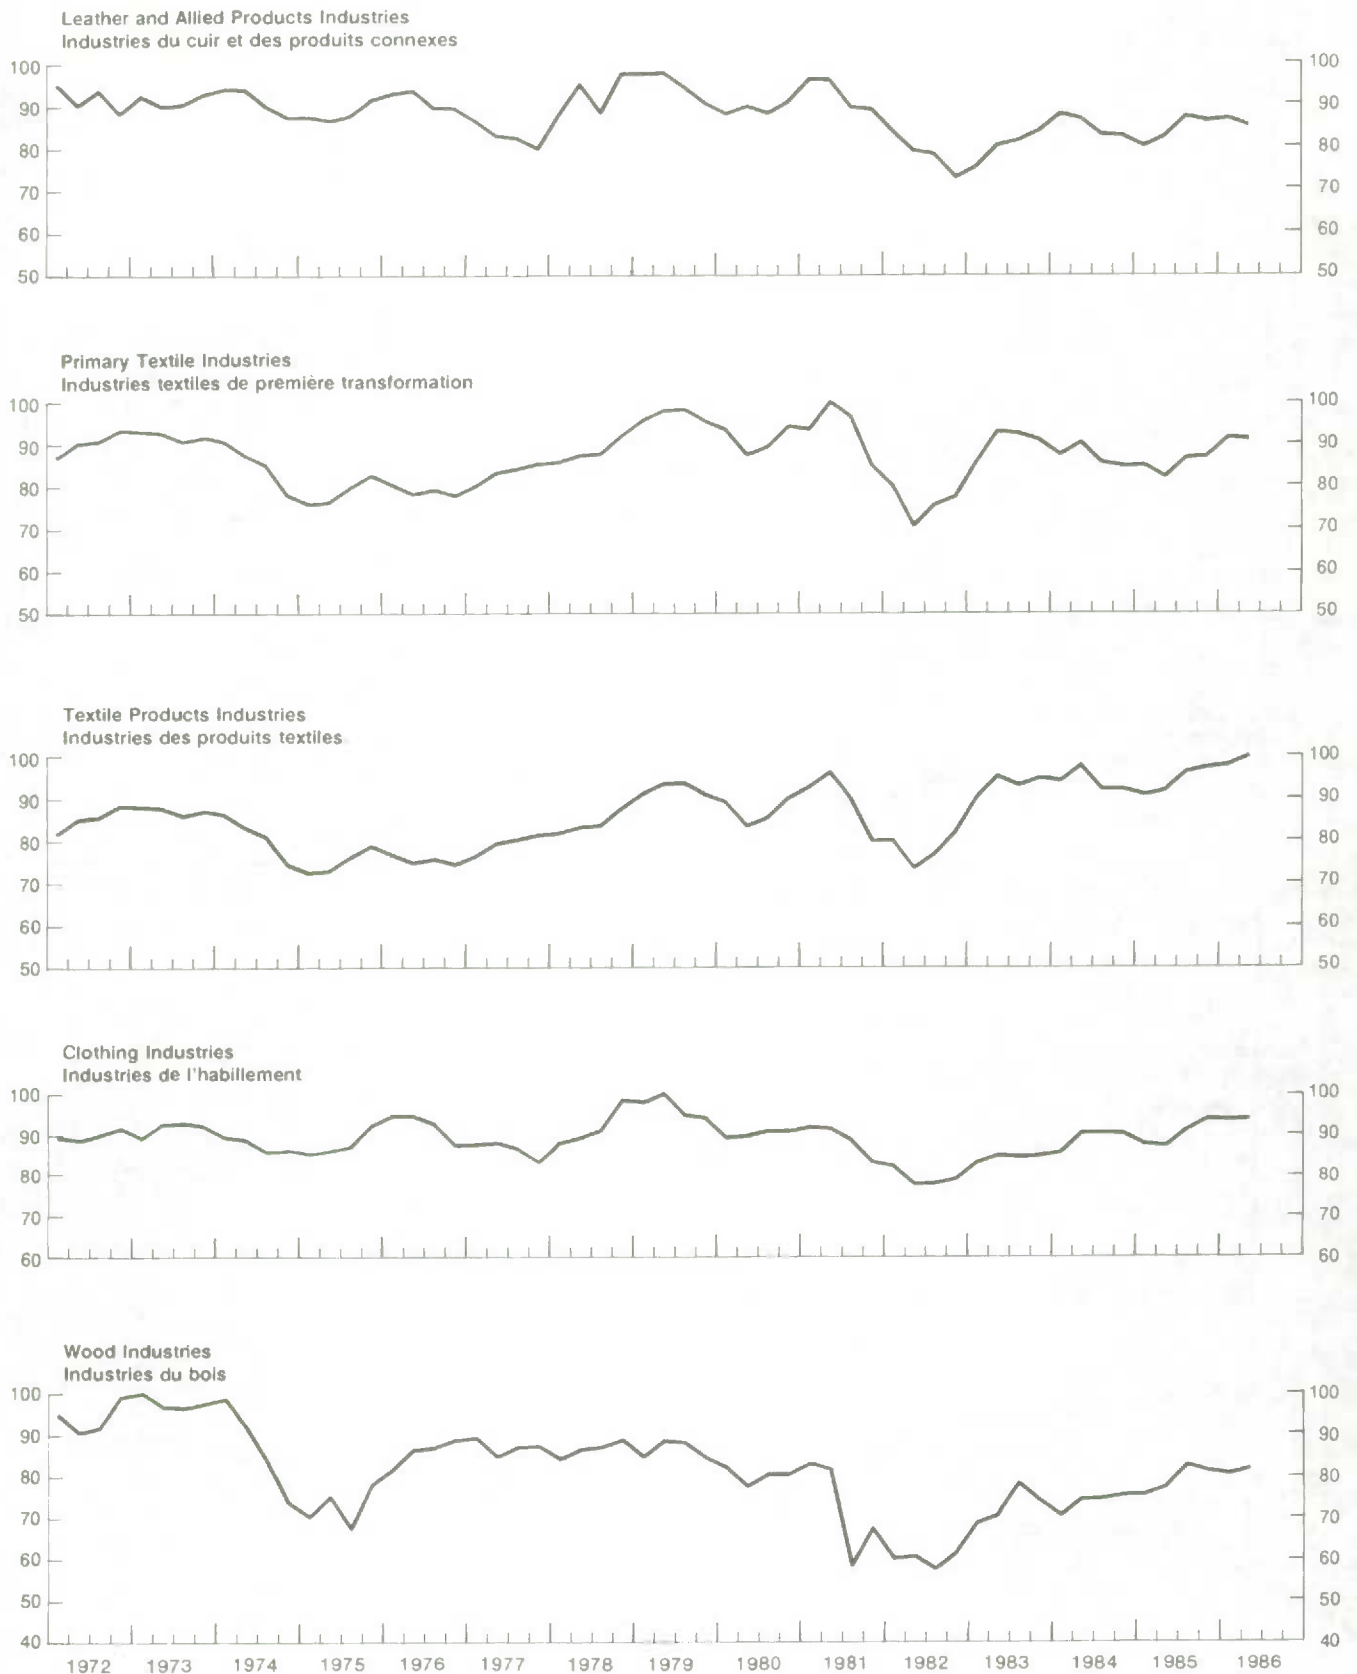 Leather and Allied Products Industries
Industries du cuir et des produits connexes
100 100
90 90
80 80
70 70
60 60
50 50
Primary Textile Industries
Industries textiles de première transformation
100 100
90 90
80 80
70 70
60 60
50 50
Textile Products Industries
Industries des produits textiles
100 100
90 90
80 80
70 70
60 60
50 50
Clothing Industries
Industries de l'habillement
100 100
90 90
80 80
70 70
60 60
Wood Industries
Industries du bois
100 100
90 90
80 80
70 70
60 60
50 50
40 40
1972 1973 1974 1975 1976 1977 1978 1979 1980 1981 1982 1983 1984 1985 1986